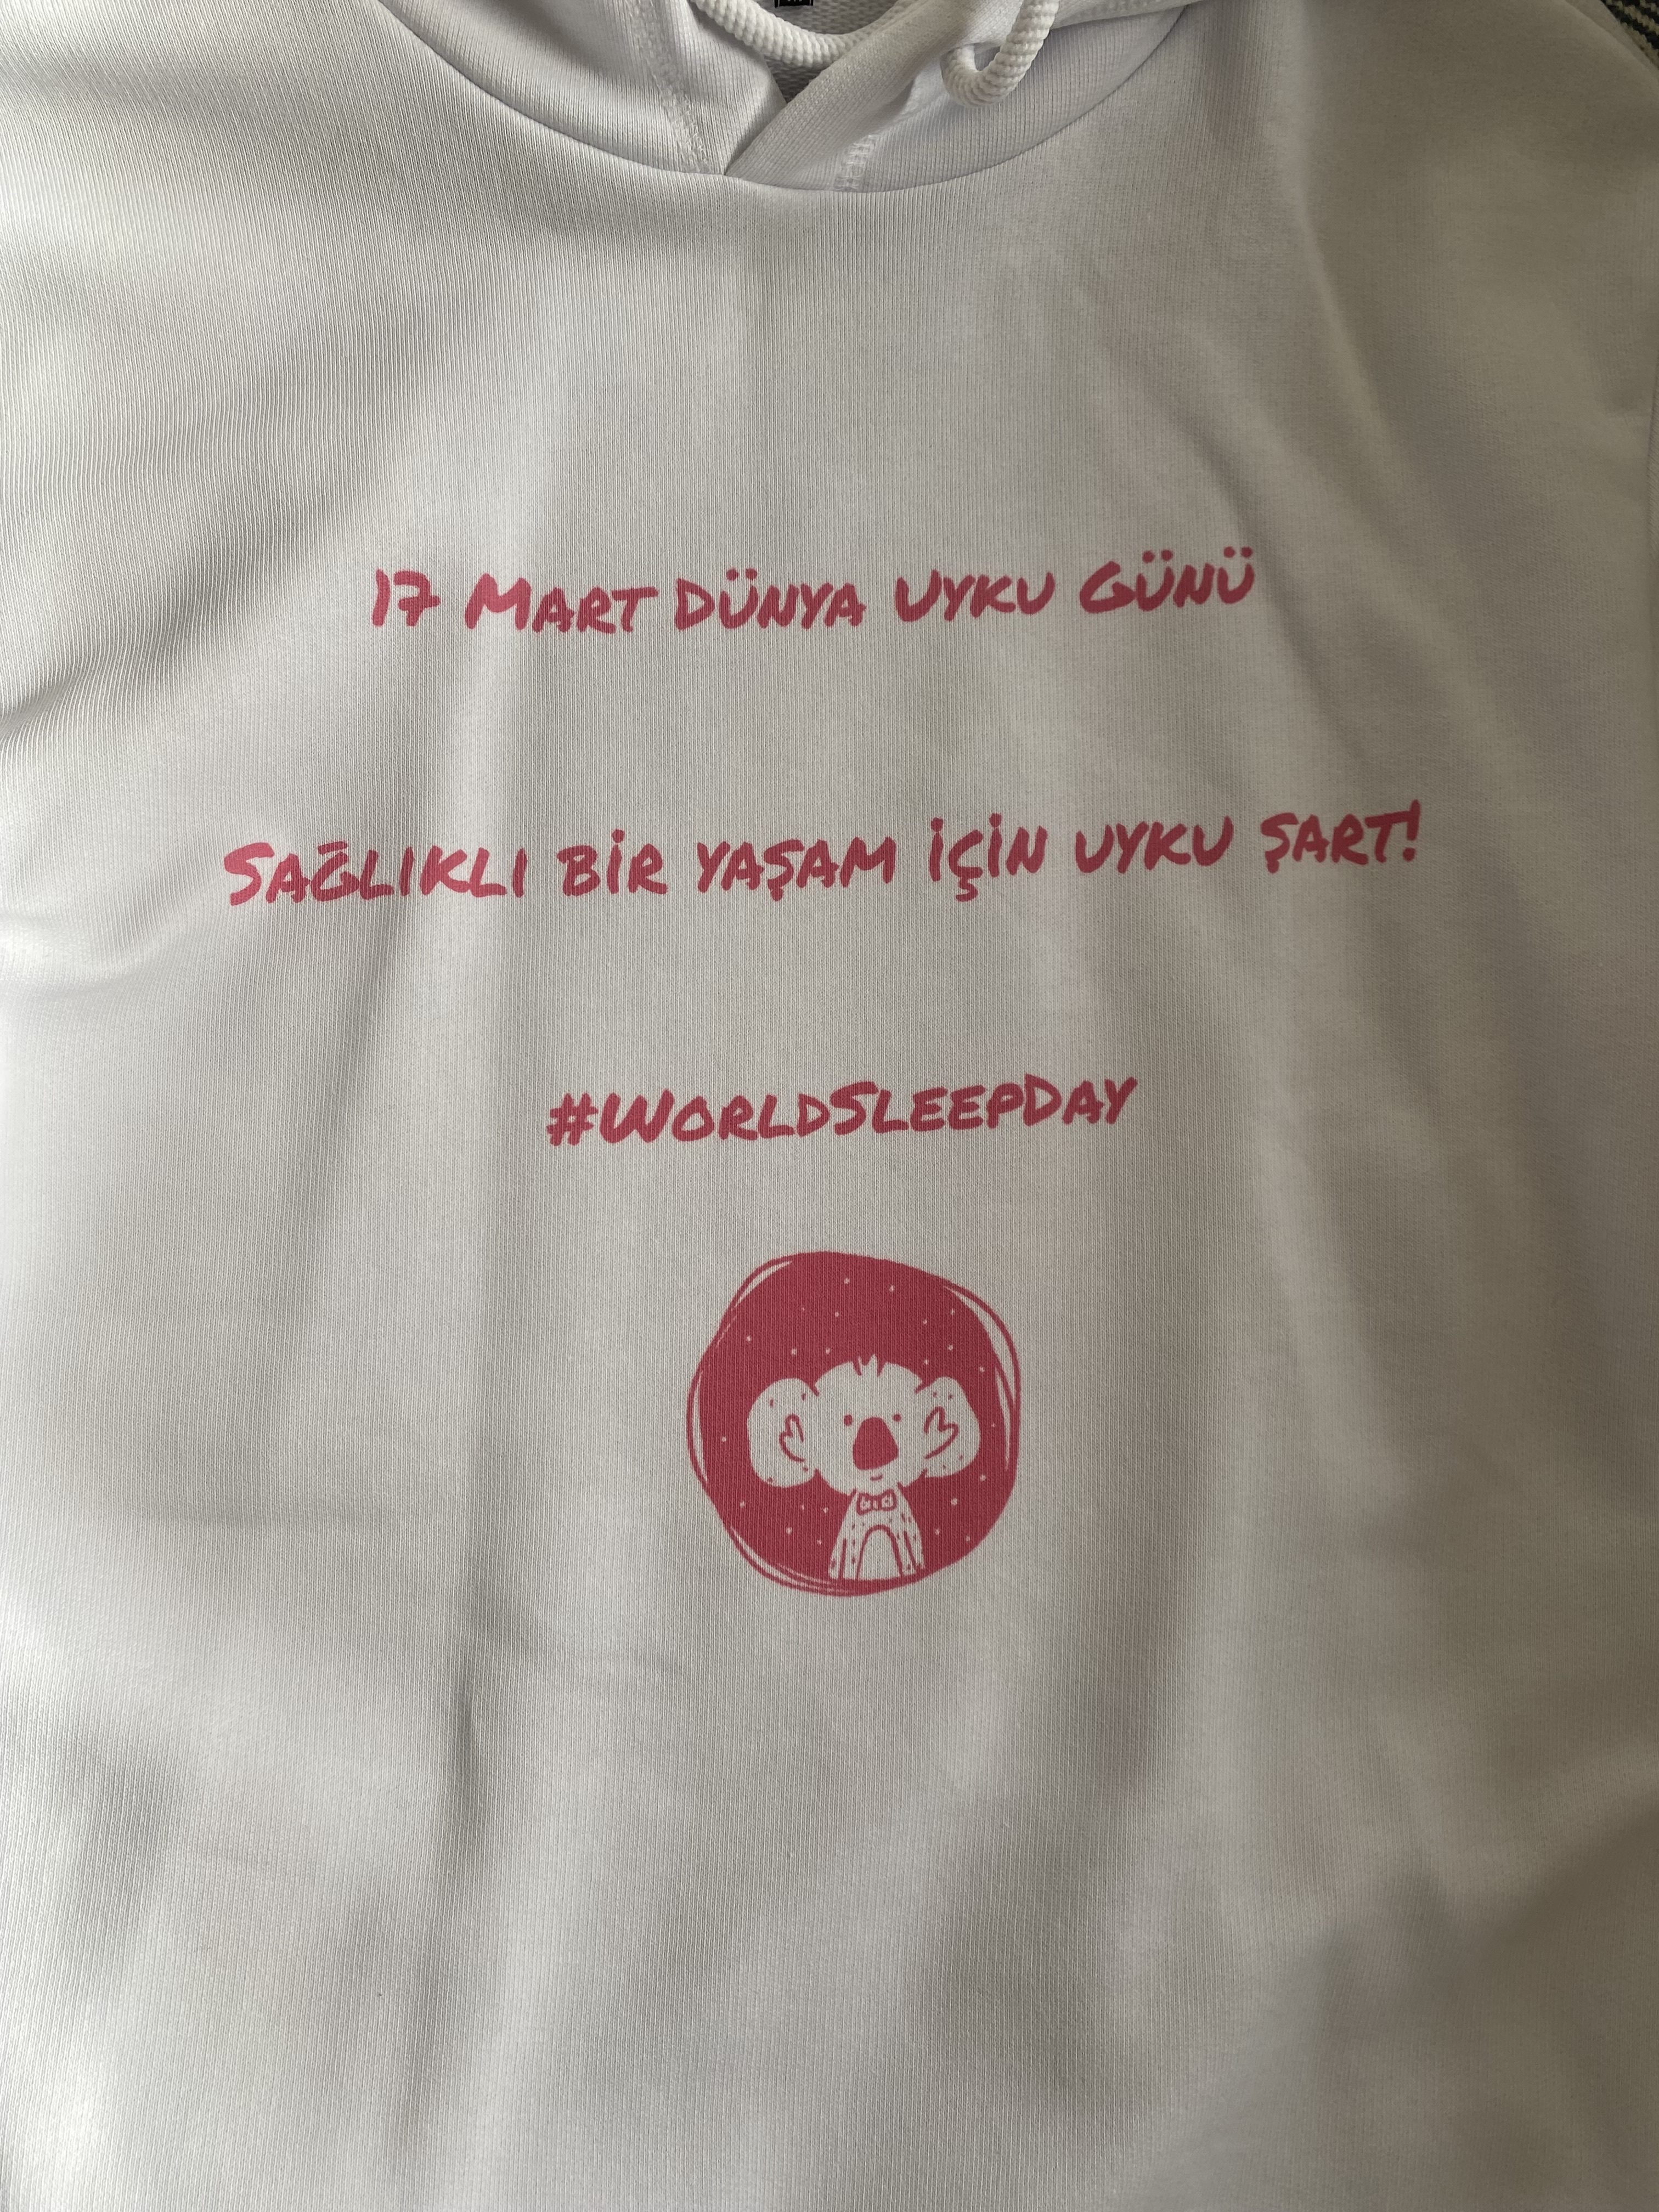 17 Mart Dünya Uyku Günü
Sağlıklı bir yaşam için uyku şart!
#WorldSleepDay